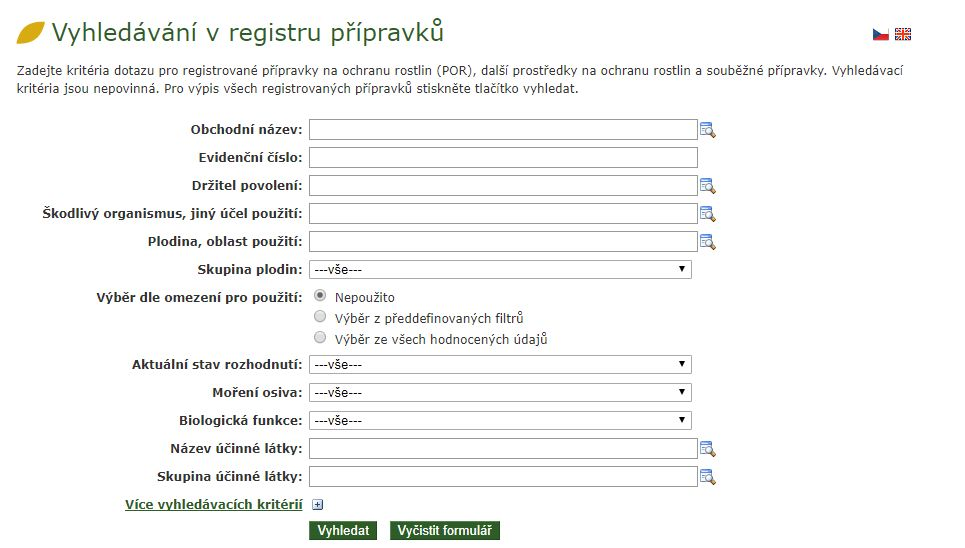 Vyhledávání v registru přípravků
Zadejte kritéria dotazu pro registrované přípravky na ochranu rostlin (POR), další prostředky na ochranu rostlin a souběžné přípravky. Vyhledávací
kritéria jsou nepovinná. Pro výpis všech registrovaných přípravků stiskněte tlačítko vyhledat.
Obchodní název:
Evidenční číslo:
Držitel povolení:
Škodlivý organismus, jiný účel použití:
Plodina, oblast použití:
Skupina plodin: ---vše---
Výběr dle omezení pro použití: Nepoužito
Výběr z předdefinovaných filtrů
Výběr ze všech hodnocených údajů
Aktuální stav rozhodnutí: ---vše---
Moření osiva: ---vše---
Biologická funkce: ---vše---
Název účinné látky:
Skupina účinné látky:
Více vyhledávacích kritérií
Vyhledat Vyčistit formulář